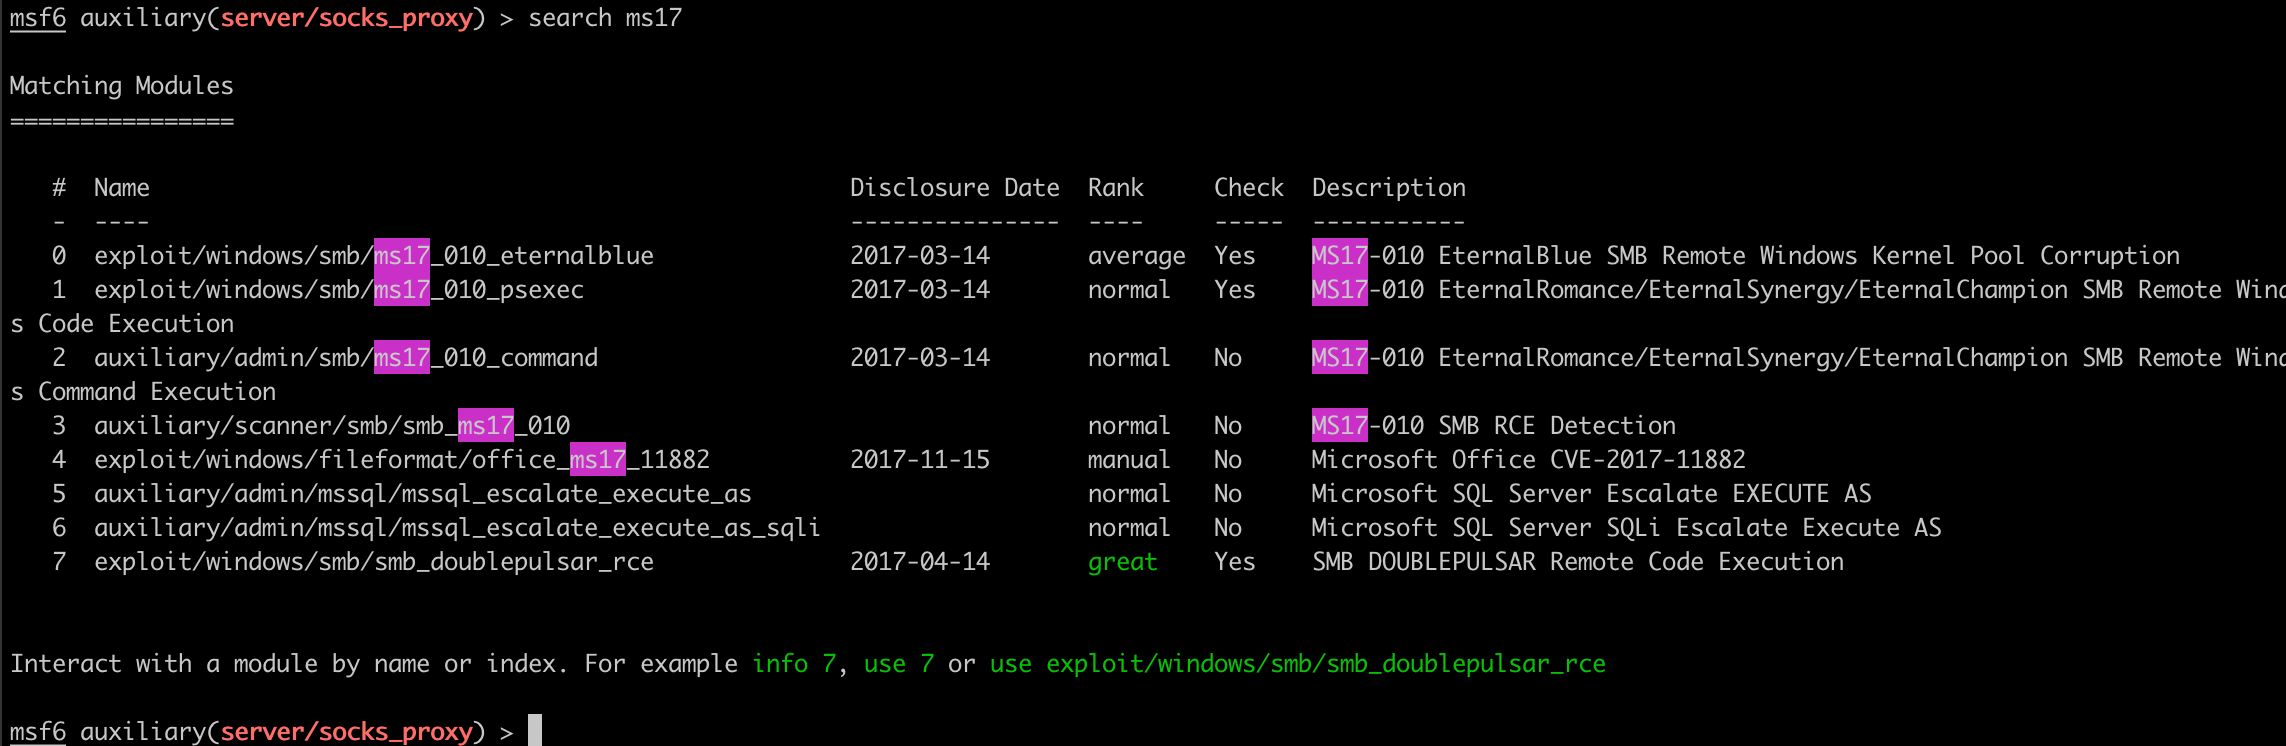 msf6 auxiliary(server/socks_proxy) > search ms17
Matching Modules
================
#  Name                                      Disclosure Date  Rank     Check  Description
-  ----                                      ---------------  ----     -----  -----------
0  exploit/windows/smb/ms17_010_eternalblue  2017-03-14       average  Yes    MS17-010 EternalBlue SMB Remote Windows Kernel Pool Corruption
1  exploit/windows/smb/ms17_010_psexec       2017-03-14       normal   Yes    MS17-010 EternalRomance/EternalSynergy/EternalChampion SMB Remote Wind
s Code Execution
2  auxiliary/admin/smb/ms17_010_command      2017-03-14       normal   No     MS17-010 EternalRomance/EternalSynergy/EternalChampion SMB Remote Wind
s Command Execution
3  auxiliary/scanner/smb/smb_ms17_010                         normal   No     MS17-010 SMB RCE Detection
4  exploit/windows/fileformat/office_ms17_11882  2017-11-15   manual   No     Microsoft Office CVE-2017-11882
5  auxiliary/admin/mssql/mssql_escalate_execute_as            normal   No     Microsoft SQL Server Escalate EXECUTE AS
6  auxiliary/admin/mssql/mssql_escalate_execute_as_sqli       normal   No     Microsoft SQL Server SQLi Escalate Execute AS
7  exploit/windows/smb/smb_doublepulsar_rce  2017-04-14       great    Yes    SMB DOUBLEPULSAR Remote Code Execution
Interact with a module by name or index. For example info 7, use 7 or use exploit/windows/smb/smb_doublepulsar_rce
msf6 auxiliary(server/socks_proxy) >